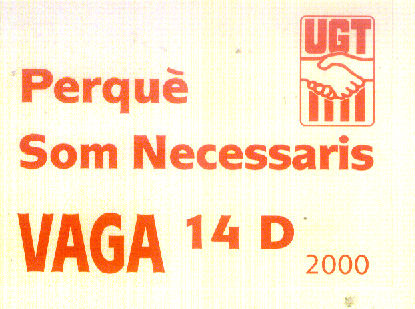 UGT
Perquè
Som Necessaris
VAGA 14 D
2000